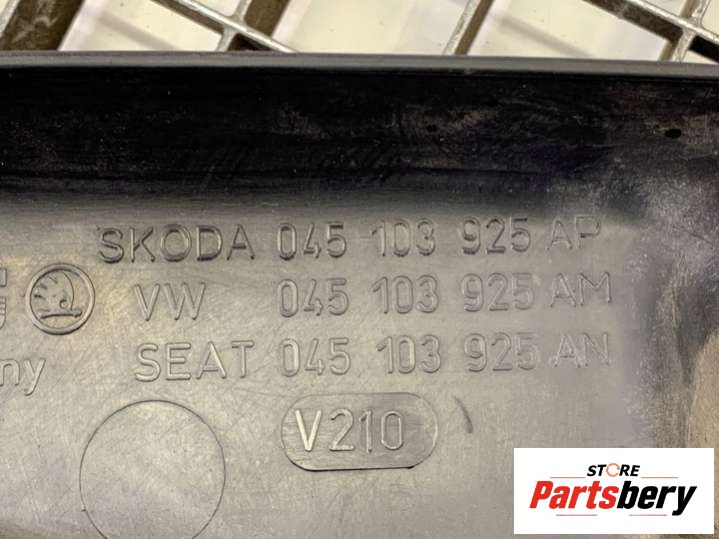 SKODA 045 103 925 AP
VW 045 103 925 AM
SEAT 045 103 925 AN
V210
STORE
Partsbery